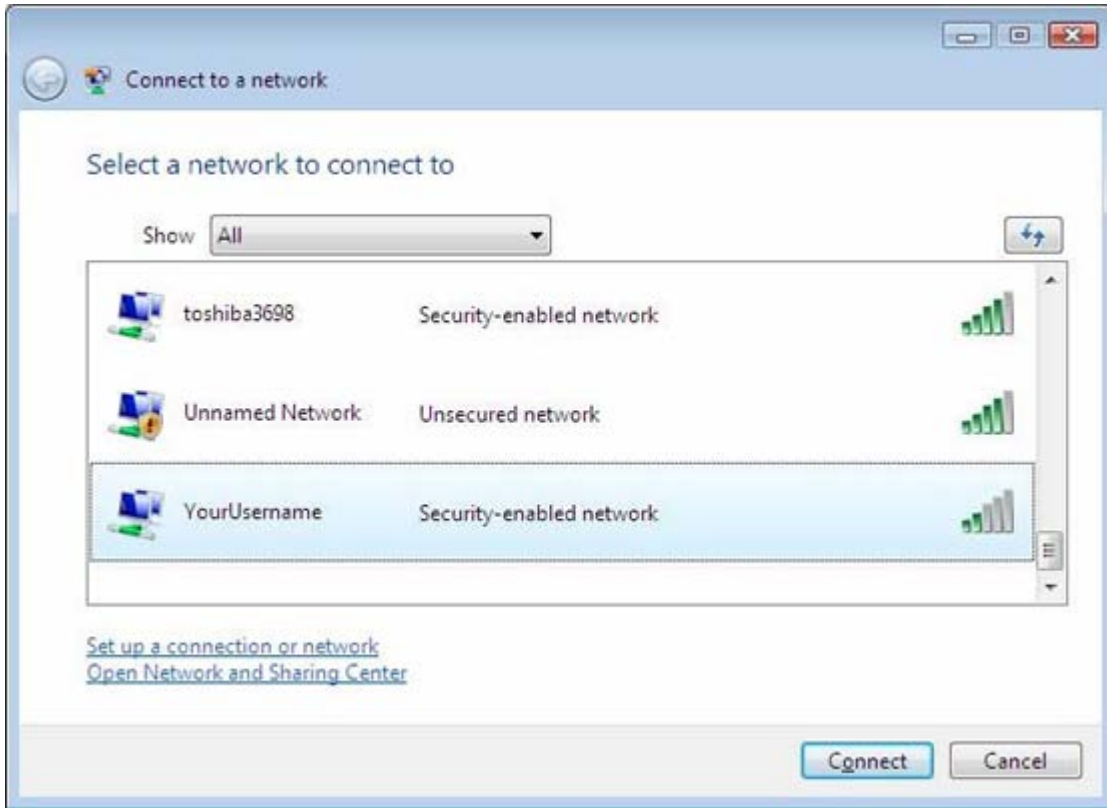 Connect to a network
Select a network to connect to
Show All
toshiba3698 Security-enabled network
Unnamed Network Unsecured network
YourUsername Security-enabled network
Set up a connection or network
Open Network and Sharing Center
Connect Cancel